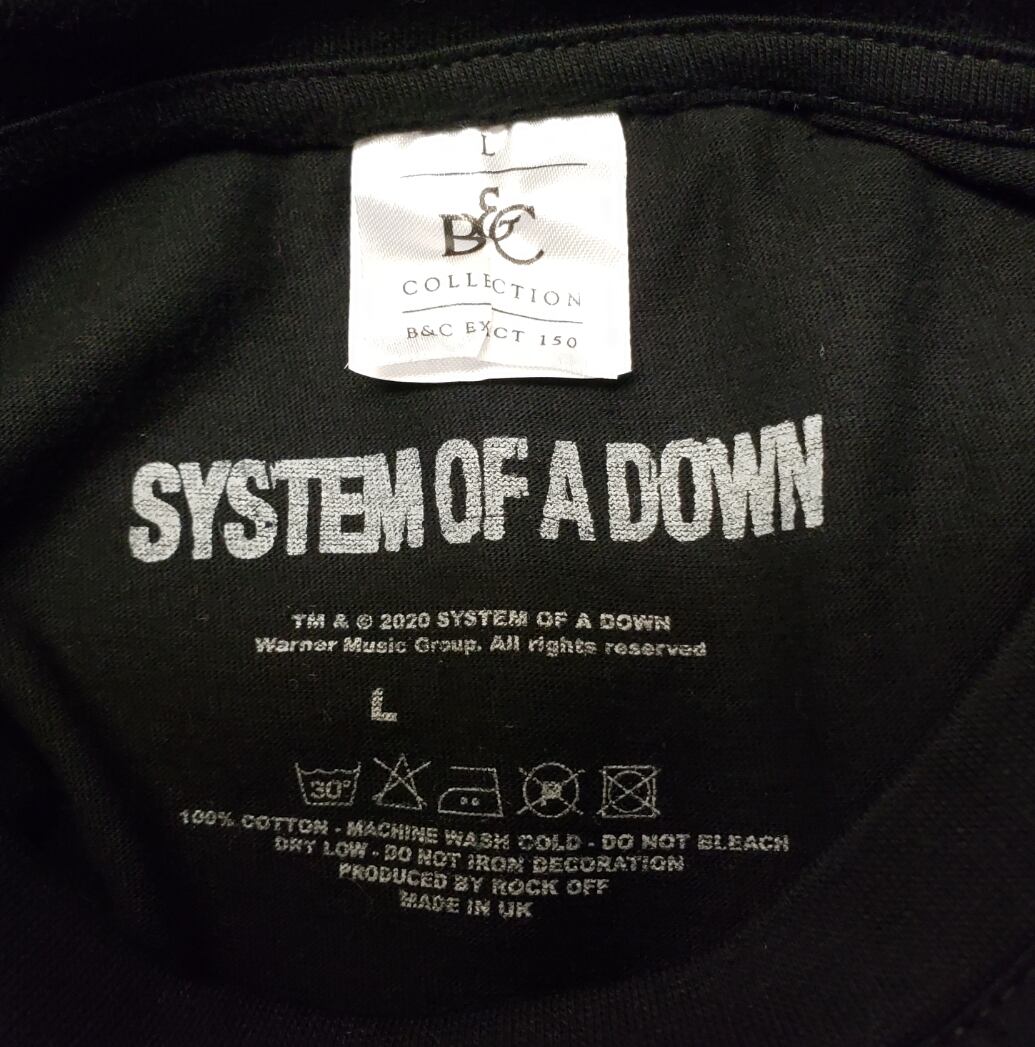 L
B&C
COLLECTION
B&C EXACT 150
SYSTEM OF A DOWN
TM & © 2020 SYSTEM OF A DOWN
Warner Music Group. All rights reserved
L
30°
100% COTTON - MACHINE WASH COLD - DO NOT BLEACH
DRY LOW - DO NOT IRON DECORATION
PRODUCED BY ROCK OFF
MADE IN UK